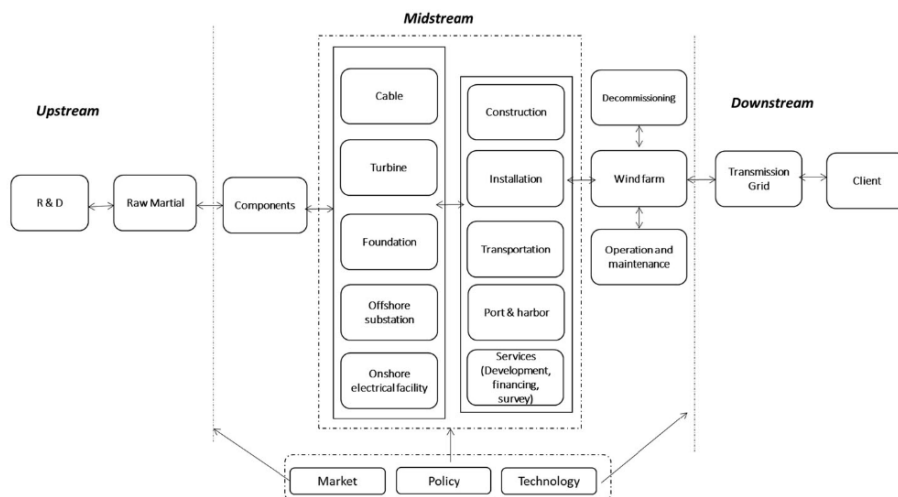 Midstream
Upstream
Downstream
R & D
Raw Martial
Components
Cable
Turbine
Foundation
Offshore
substation
Onshore
electrical facility
Construction
Installation
Transportation
Port & harbor
Services
(Development,
financing,
survey)
Decommissioning
Wind farm
Operation and
maintenance
Transmission
Grid
Client
Market
Policy
Technology